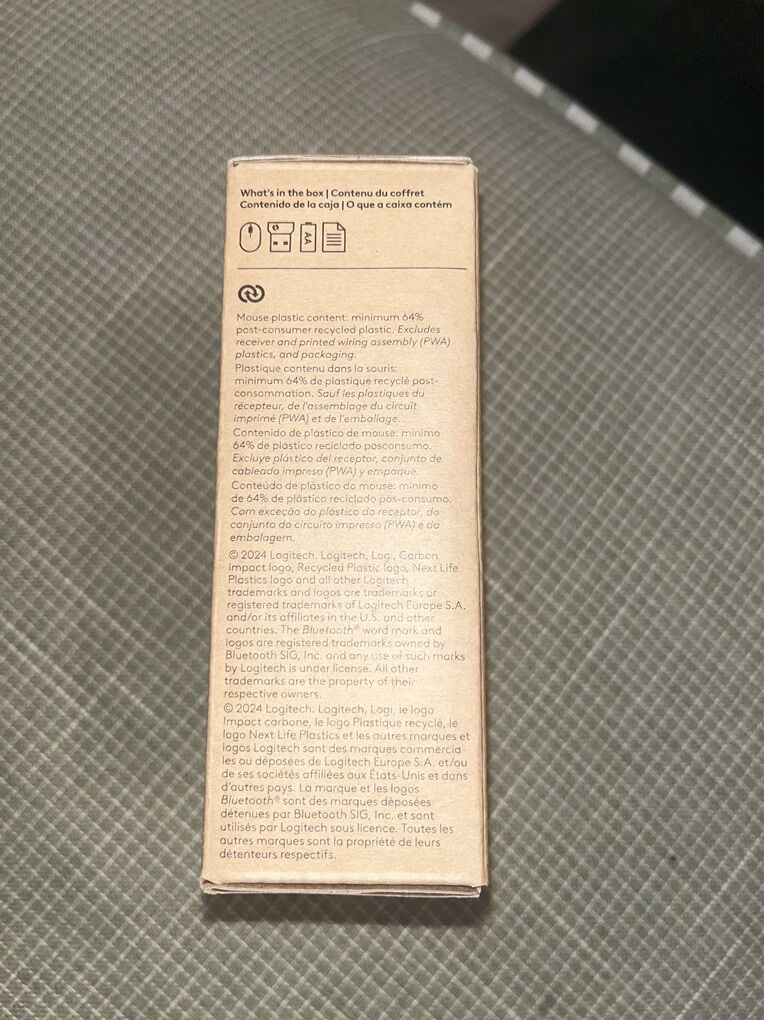 What's in the box | Contenu du coffret
Contenido de la caja | O que a caixa contém
AA
Mouse plastic content: minimum 64%
post-consumer recycled plastic. Excludes
receiver and printed wiring assembly (PWA)
plastics, and packaging.
Plastique contenu dans la souris:
minimum 64% de plastique recyclé post-
consommation. Sauf les plastiques du
récepteur, de l'assemblage du circuit
imprimé (PWA) et de l'emballage.
Contenido de plástico de mouse: mínimo
64% de plástico reciclado posconsumo.
Excluye plástico del receptor, conjunto de
cableado impreso (PWA) y empaque.
Conteúdo de plástico do mouse: mínimo
de 64% de plástico reciclado pós-consumo.
Com exceção do plástico do receptor, do
conjunto do circuito impresso (PWA) e da
embalagem.
© 2024 Logitech. Logitech, Logi, Carbon
Impact logo, Recycled Plastic logo, Next Life
Plastics logo and all other Logitech
trademarks and logos are trademarks or
registered trademarks of Logitech Europe S.A.
and/or its affiliates in the U.S. and other
countries. The Bluetooth® word mark and
logos are registered trademarks owned by
Bluetooth SIG, Inc. and any use of such marks
by Logitech is under license. All other
trademarks are the property of their
respective owners.
© 2024 Logitech. Logitech, Logi, le logo
Impact carbone, le logo Plastique recyclé, le
logo Next Life Plastics et les autres marques et
logos Logitech sont des marques commercia-
les ou déposées de Logitech Europe S.A. et/ou
de ses sociétés affiliées aux États-Unis et dans
d'autres pays. La marque et les logos
Bluetooth® sont des marques déposées
détenues par Bluetooth SIG, Inc. et sont
utilisés par Logitech sous licence. Toutes les
autres marques sont la propriété de leurs
détenteurs respectifs.